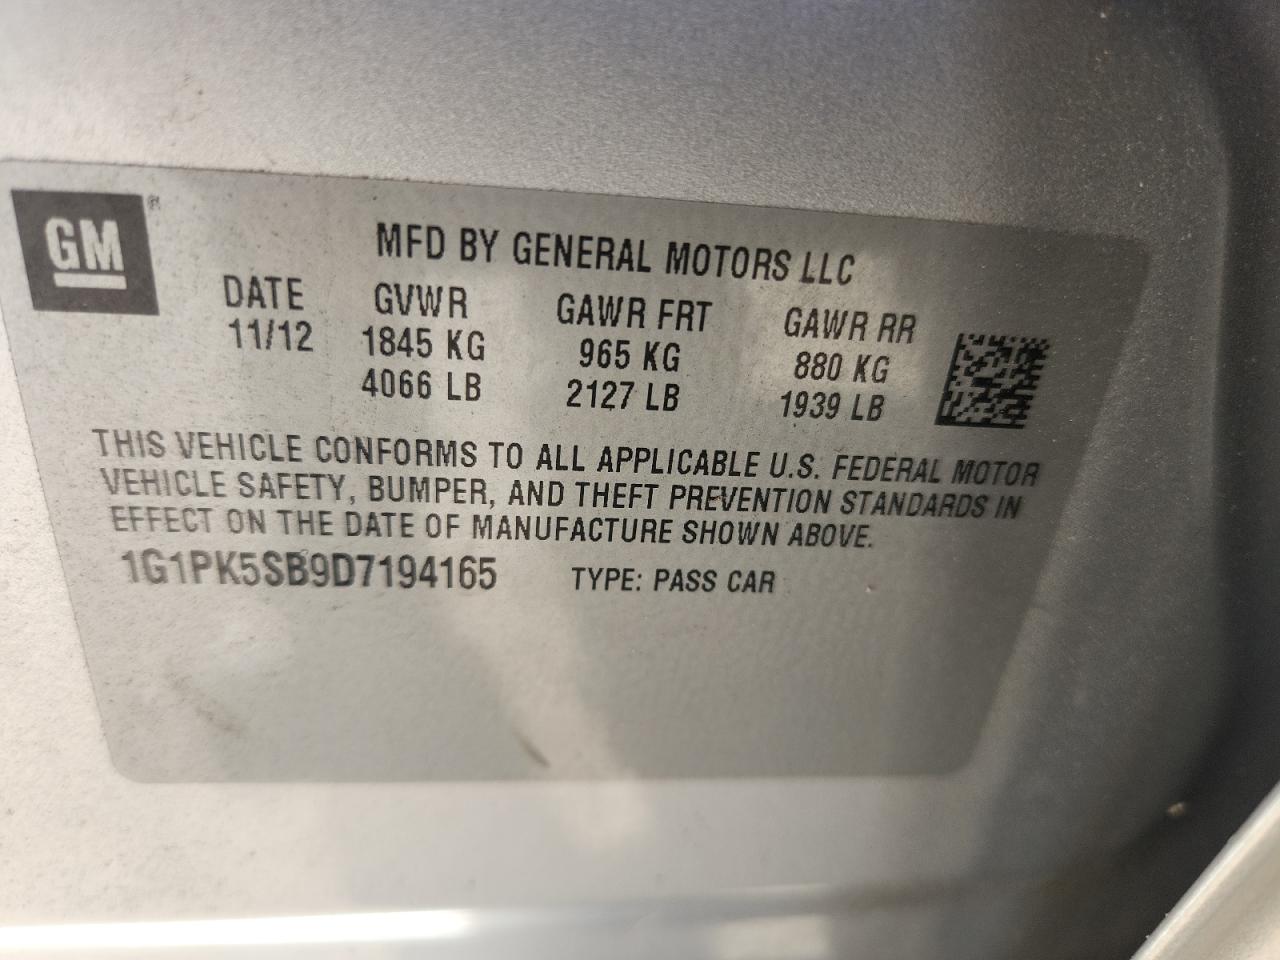 GM®
MFD BY GENERAL MOTORS LLC
DATE GVWR GAWR FRT GAWR RR
11/12 1845 KG 965 KG 880 KG
4066 LB 2127 LB 1939 LB
THIS VEHICLE CONFORMS TO ALL APPLICABLE U.S. FEDERAL MOTOR
VEHICLE SAFETY, BUMPER, AND THEFT PREVENTION STANDARDS IN
EFFECT ON THE DATE OF MANUFACTURE SHOWN ABOVE.
1G1PK5SB9D7194165 TYPE: PASS CAR